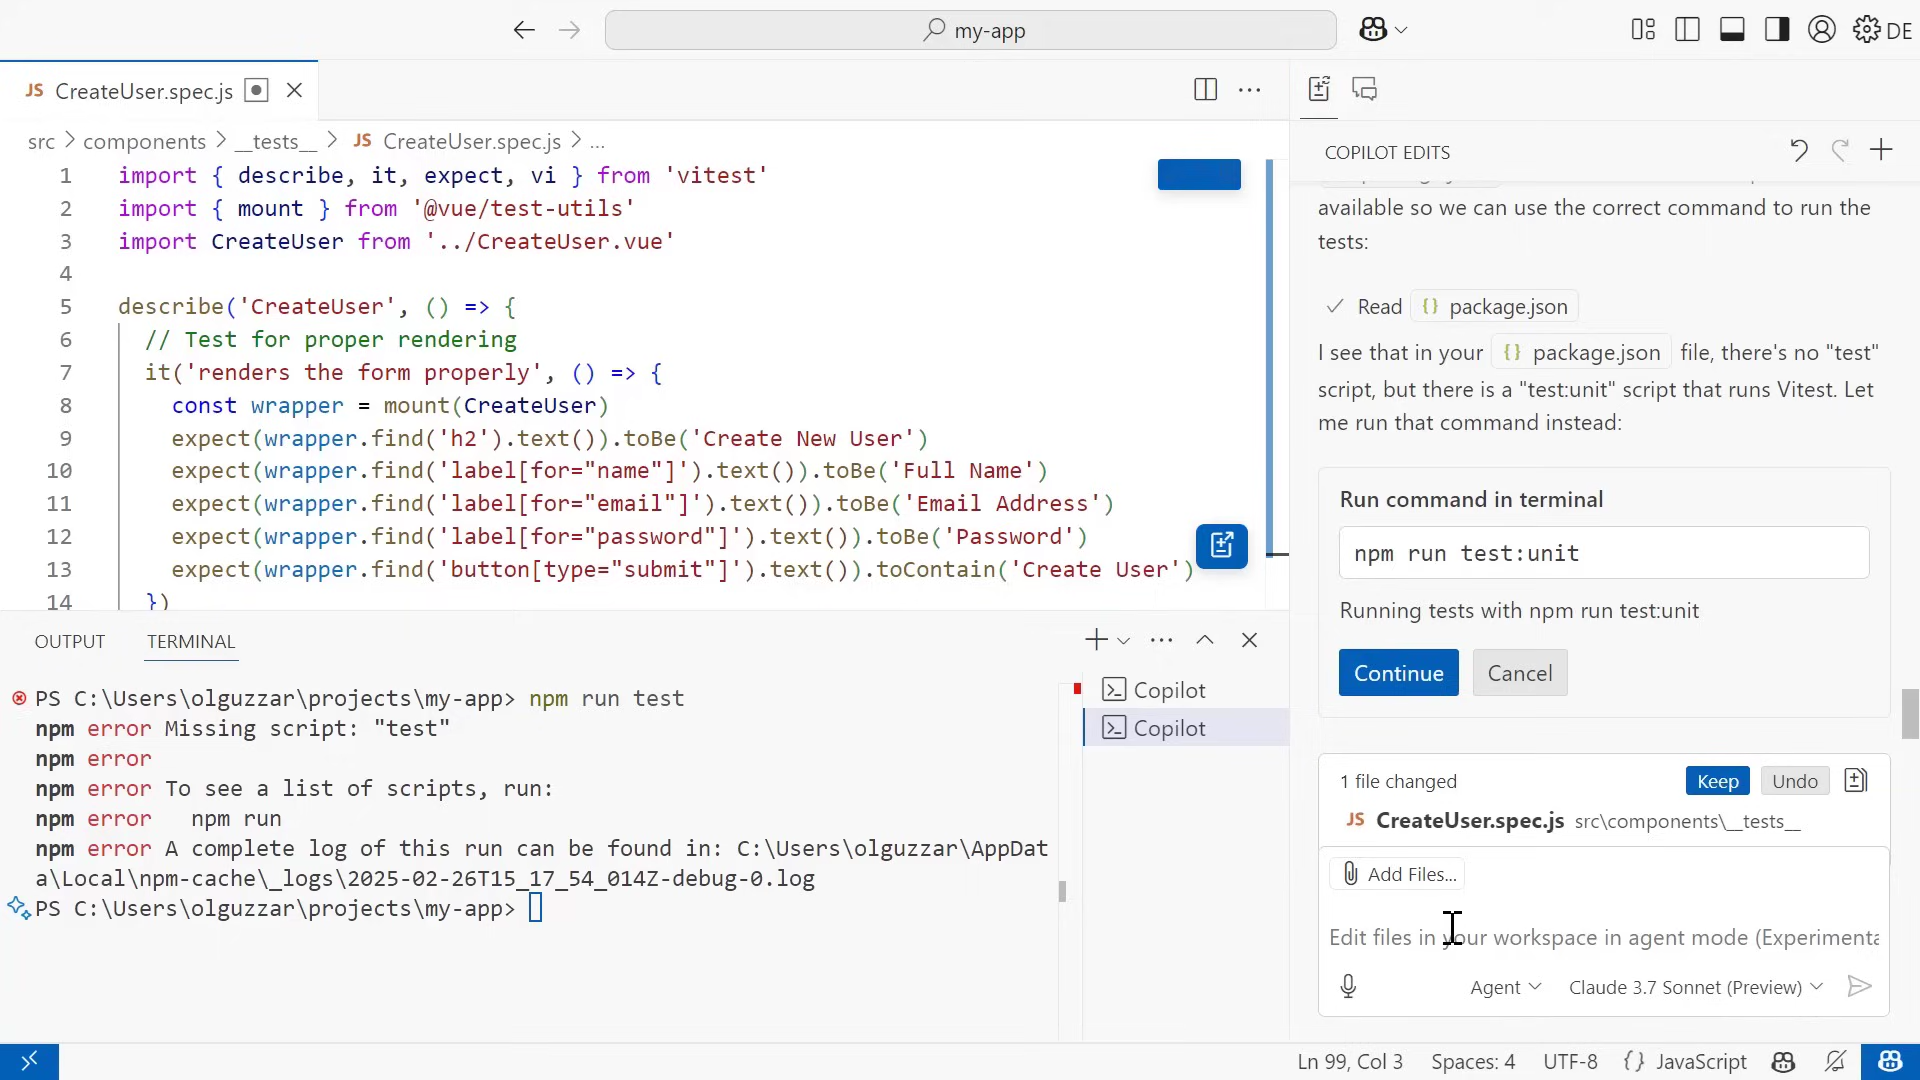 my-app
DE
JS CreateUser.spec.js
src > components > __tests__ > JS CreateUser.spec.js > ...
1 import { describe, it, expect, vi } from 'vitest'
2 import { mount } from '@vue/test-utils'
3 import CreateUser from '../CreateUser.vue'
4
5 describe('CreateUser', () => {
6 // Test for proper rendering
7 it('renders the form properly', () => {
8 const wrapper = mount(CreateUser)
9 expect(wrapper.find('h2').text()).toBe('Create New User')
10 expect(wrapper.find('label[for="name"]').text()).toBe('Full Name')
11 expect(wrapper.find('label[for="email"]').text()).toBe('Email Address')
12 expect(wrapper.find('label[for="password"]').text()).toBe('Password')
13 expect(wrapper.find('button[type="submit"]').text()).toContain('Create User')
14 })
OUTPUT TERMINAL
PS C:\Users\olguzzar\projects\my-app> npm run test
npm error Missing script: "test"
npm error
npm error To see a list of scripts, run:
npm error npm run
npm error A complete log of this run can be found in: C:\Users\olguzzar\AppDat
a\Local\npm-cache\_logs\2025-02-26T15_17_54_014Z-debug-0.log
PS C:\Users\olguzzar\projects\my-app>
Copilot
Copilot
COPILOT EDITS
available so we can use the correct command to run the
tests:
Read {} package.json
I see that in your {} package.json file, there's no "test"
script, but there is a "test:unit" script that runs Vitest. Let
me run that command instead:
Run command in terminal
npm run test:unit
Running tests with npm run test:unit
Continue Cancel
1 file changed Keep Undo
JS CreateUser.spec.js src\components\__tests__
Add Files...
Edit files in your workspace in agent mode (Experimenta
Agent Claude 3.7 Sonnet (Preview)
Ln 99, Col 3 Spaces: 4 UTF-8 {} JavaScript